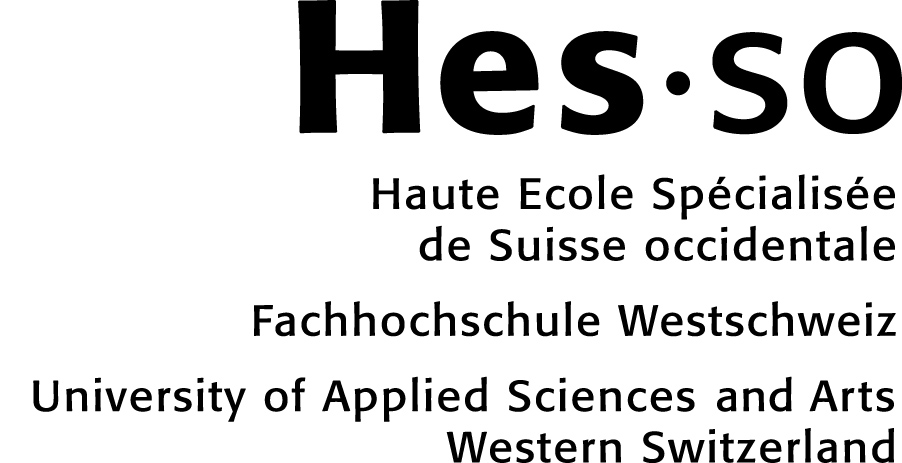 Hes·so
Haute Ecole Spécialisée
de Suisse occidentale
Fachhochschule Westschweiz
University of Applied Sciences and Arts
Western Switzerland